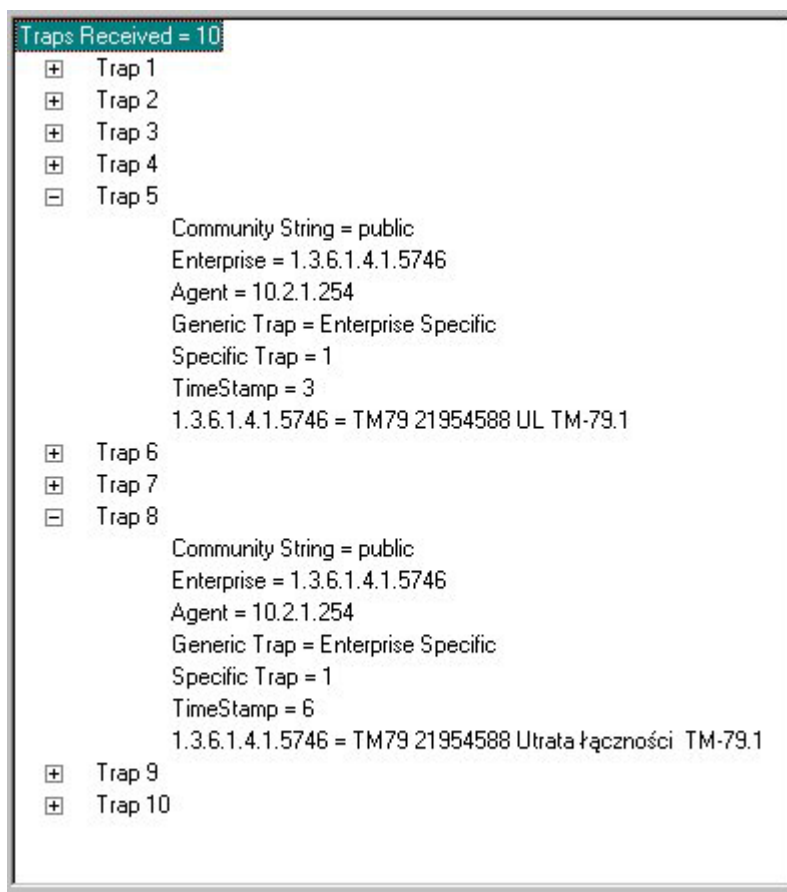 Traps Received = 10
Trap 1
Trap 2
Trap 3
Trap 4
Trap 5
Community String = public
Enterprise = 1.3.6.1.4.1.5746
Agent = 10.2.1.254
Generic Trap = Enterprise Specific
Specific Trap = 1
TimeStamp = 3
1.3.6.1.4.1.5746 = TM79 21954588 UL TM-79.1
Trap 6
Trap 7
Trap 8
Community String = public
Enterprise = 1.3.6.1.4.1.5746
Agent = 10.2.1.254
Generic Trap = Enterprise Specific
Specific Trap = 1
TimeStamp = 6
1.3.6.1.4.1.5746 = TM79 21954588 Utrata łączności  TM-79.1
Trap 9
Trap 10